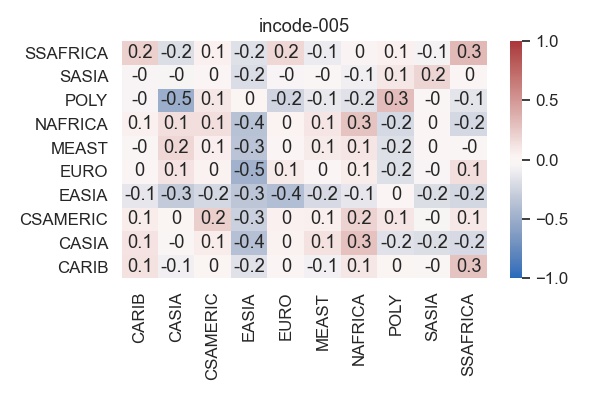 incode-005
SSAFRICA 0.2 -0.2 0.1 -0.2 0.2 -0.1 0 0.1 -0.1 0.3
SASIA -0 -0 0 -0.2 -0 -0 -0.1 0.1 0.2 0
POLY -0 -0.5 0.1 0 -0.2 -0.1 -0.2 0.3 -0 -0.1
NAFRICA 0.1 0.1 0.1 -0.4 0 0.1 0.3 -0.2 0 -0.2
MEAST -0 0.2 0.1 -0.3 0 0.1 0.1 -0.2 0 -0
EURO 0 0.1 0 -0.5 0.1 0 0.1 -0.2 -0 0.1
EASIA -0.1 -0.3 -0.2 -0.3 -0.4 -0.2 -0.1 0 -0.2 -0.2
CSAMERIC 0.1 0 0.2 -0.3 0 0.1 0.2 0.1 -0 0.1
CASIA 0.1 -0 0.1 -0.4 0 0.1 0.3 -0.2 -0.2 -0.2
CARIB 0.1 -0.1 0 -0.2 0 -0.1 0.1 0 -0 0.3
CARIB CASIA CSAMERIC EASIA EURO MEAST NAFRICA POLY SASIA SSAFRICA
1.0
0.5
0.0
−0.5
−1.0